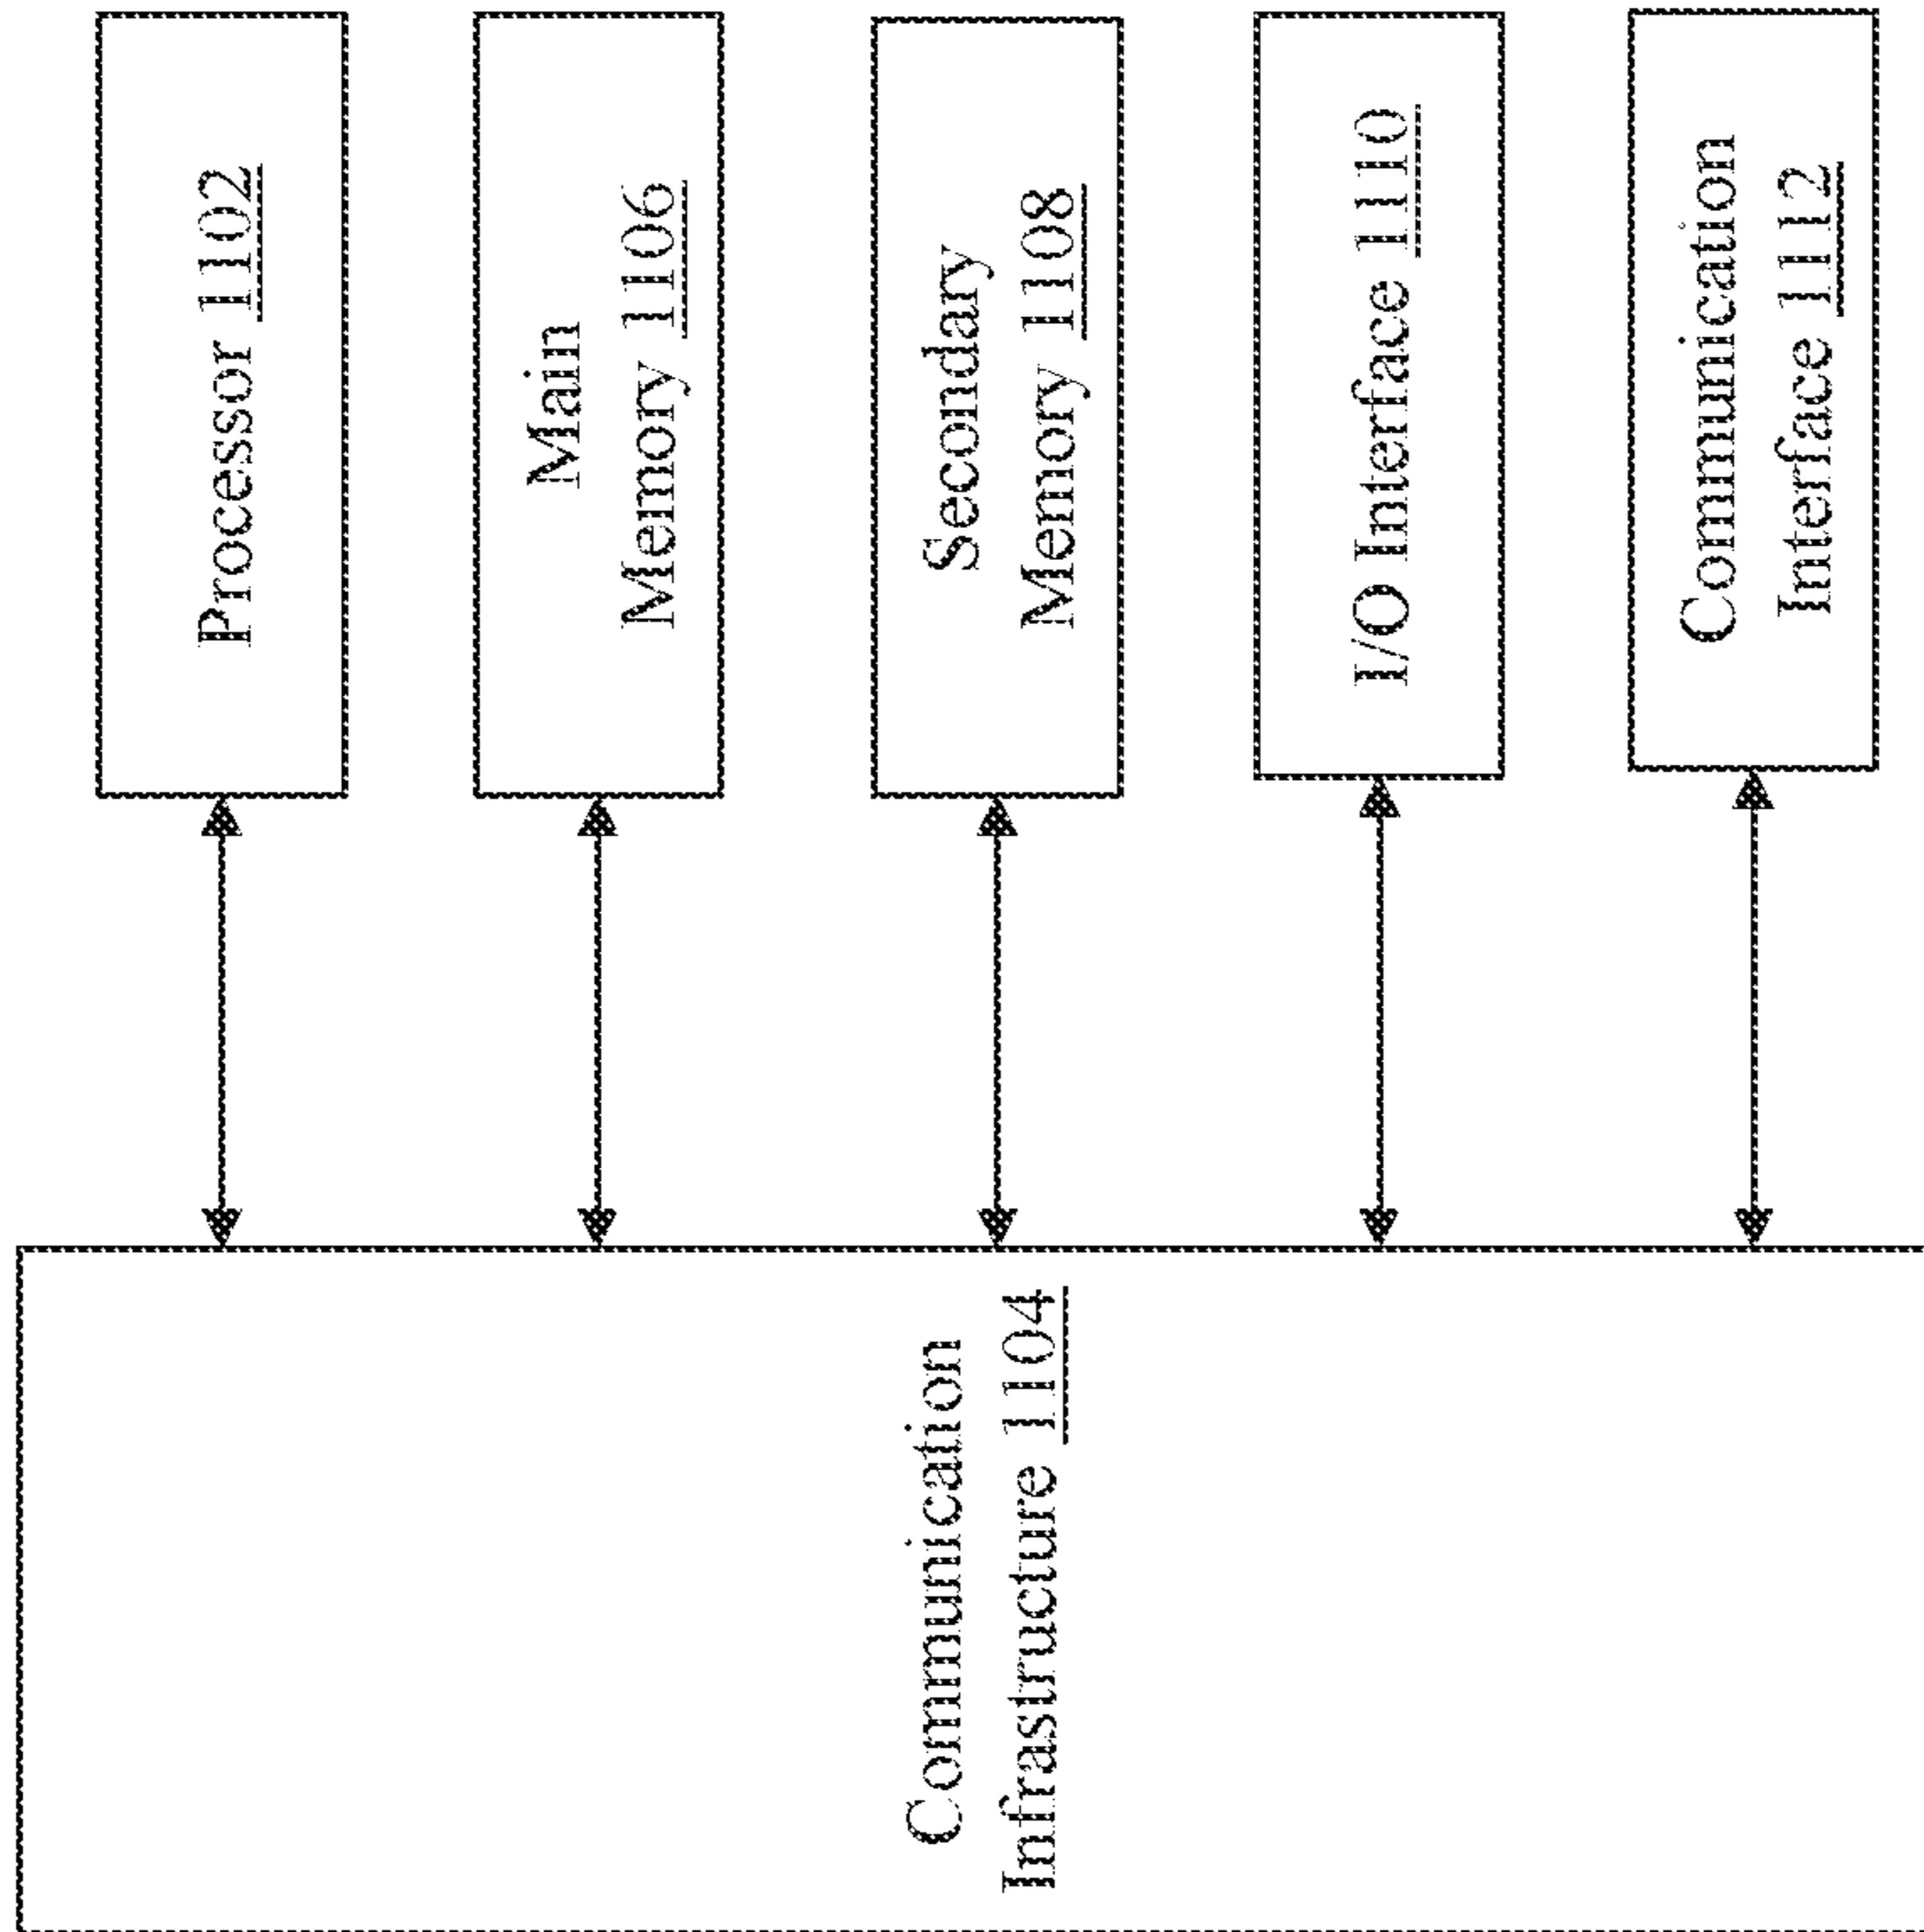 Processor 1102
Main
Memory 1106
Secondary
Memory 1108
I/O Interface 1110
Communication
Interface 1112
Communication
Infrastructure 1104